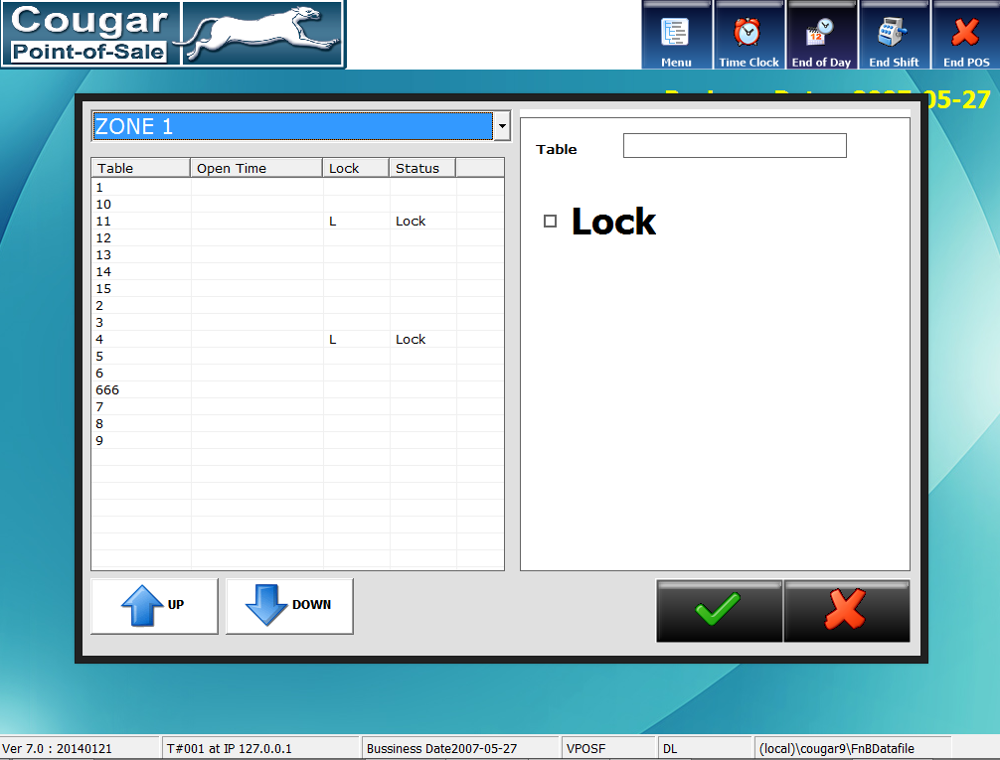 Cougar
Point-of-Sale
Menu
Time Clock
End of Day
End Shift
End POS
05-27
ZONE 1
Table Open Time Lock Status
1
10
11 L Lock
12
13
14
15
2
3
4 L Lock
5
6
666
7
8
9
UP
DOWN
Table
Lock
Ver 7.0 : 20140121
T#001 at IP 127.0.0.1
Bussiness Date2007-05-27
VPOSF
DL
(local)\cougar9\FnBDatafile